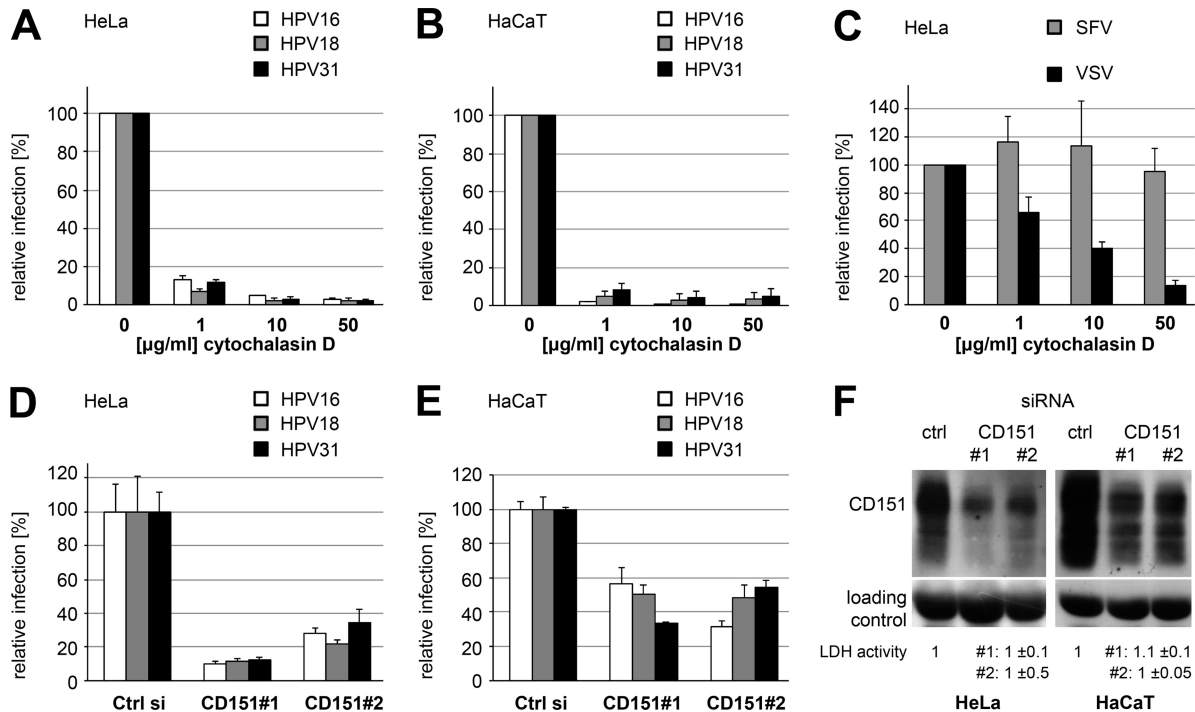 A
HeLa
HPV16
HPV18
HPV31
relative infection [%]
100
80
60
40
20
0
0 1 10 50
[µg/ml] cytochalasin D
B
HaCaT
HPV16
HPV18
HPV31
relative infection [%]
100
80
60
40
20
0
0 1 10 50
[µg/ml] cytochalasin D
C
HeLa
SFV
VSV
relative infection [%]
140
120
100
80
60
40
20
0
0 1 10 50
[µg/ml] cytochalasin D
D
HeLa
HPV16
HPV18
HPV31
relative infection [%]
120
100
80
60
40
20
0
Ctrl si CD151#1 CD151#2
E
HaCaT
HPV16
HPV18
HPV31
relative infection [%]
120
100
80
60
40
20
0
Ctrl si CD151#1 CD151#2
F
siRNA
ctrl CD151 ctrl CD151
#1 #2 #1 #2
CD151
loading
control
LDH activity 1 #1: 1 ±0.1 1 #1: 1.1 ±0.1
#2: 1 ±0.5 #2: 1 ±0.05
HeLa HaCaT